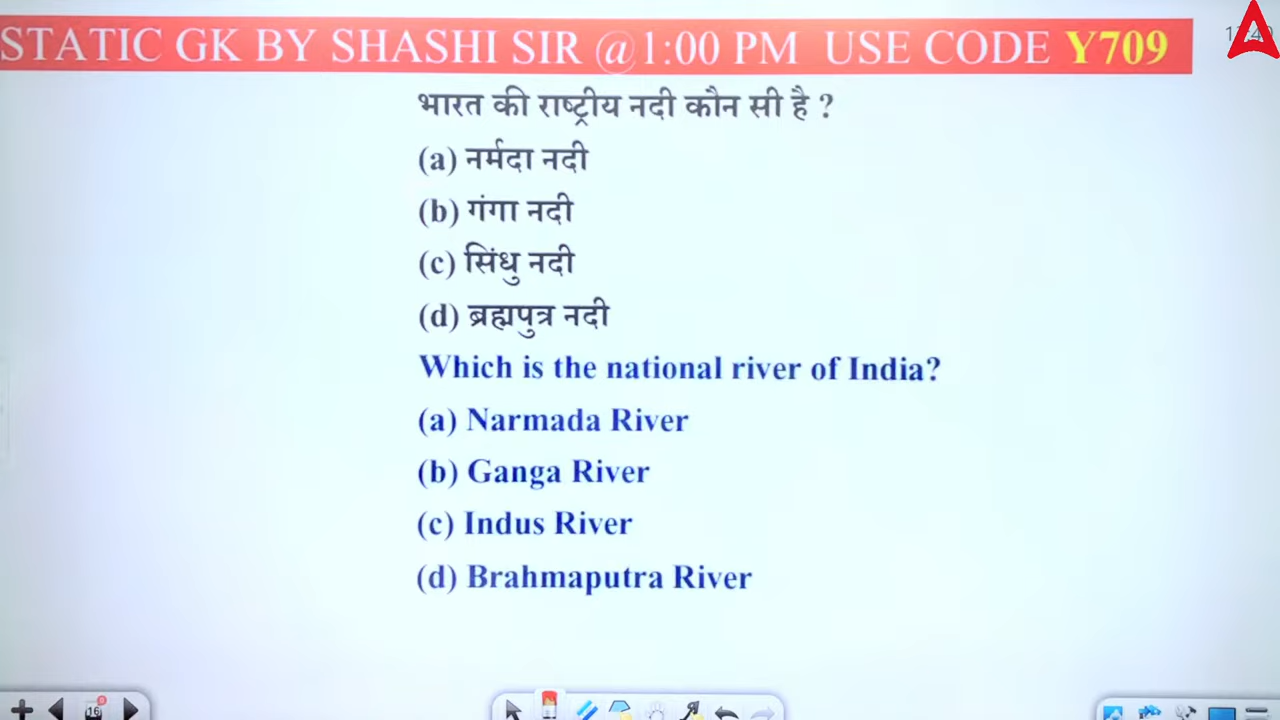 STATIC GK BY SHASHI SIR @1:00 PM USE CODE Y709
भारत की राष्ट्रीय नदी कौन सी है ?
(a) नर्मदा नदी
(b) गंगा नदी
(c) सिंधु नदी
(d) ब्रह्मपुत्र नदी
Which is the national river of India?
(a) Narmada River
(b) Ganga River
(c) Indus River
(d) Brahmaputra River
16